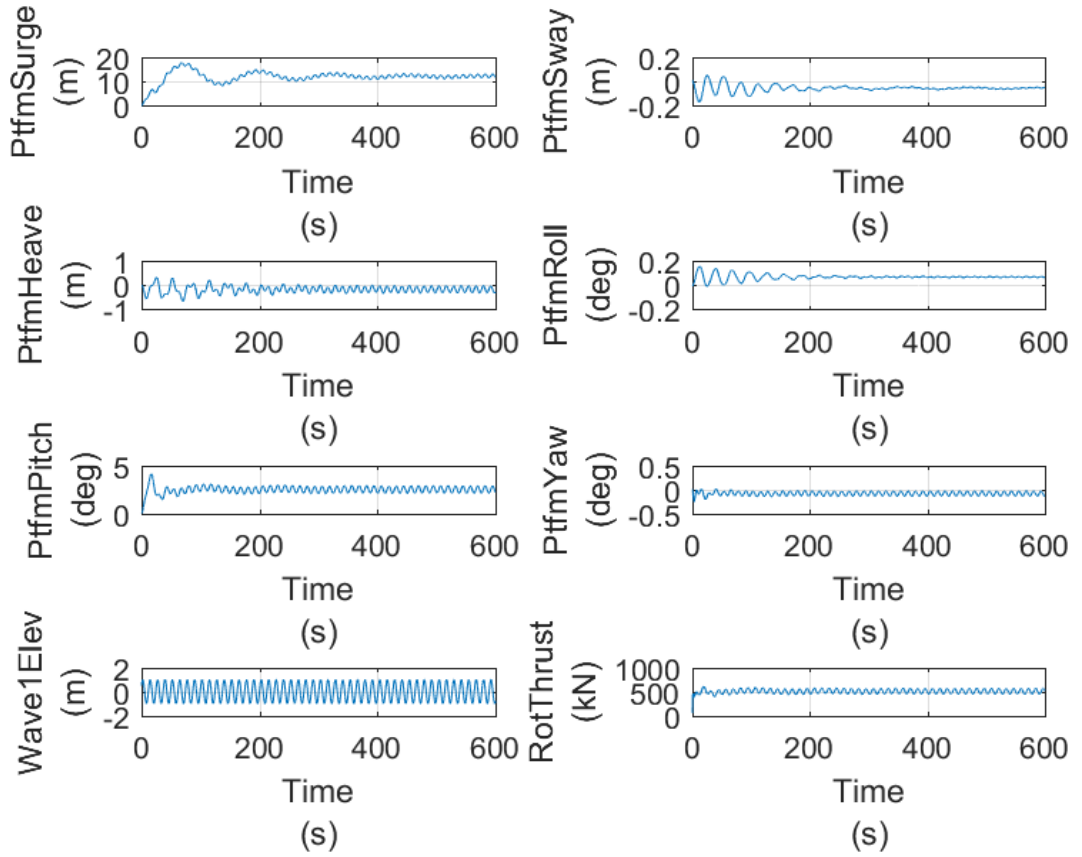 PtfmSurge
(m)
20
10
0
0
200
400
600
Time
(s)
PtfmSway
(m)
0.2
0
-0.2
0
200
400
600
Time
(s)
PtfmHeave
(m)
1
0
-1
0
200
400
600
Time
(s)
PtfmRoll
(deg)
0.2
0
-0.2
0
200
400
600
Time
(s)
PtfmPitch
(deg)
5
0
0
200
400
600
Time
(s)
PtfmYaw
(deg)
0.5
0
-0.5
0
200
400
600
Time
(s)
Wave1Elev
(m)
2
0
-2
0
200
400
600
Time
(s)
RotThrust
(kN)
1000
500
0
0
200
400
600
Time
(s)